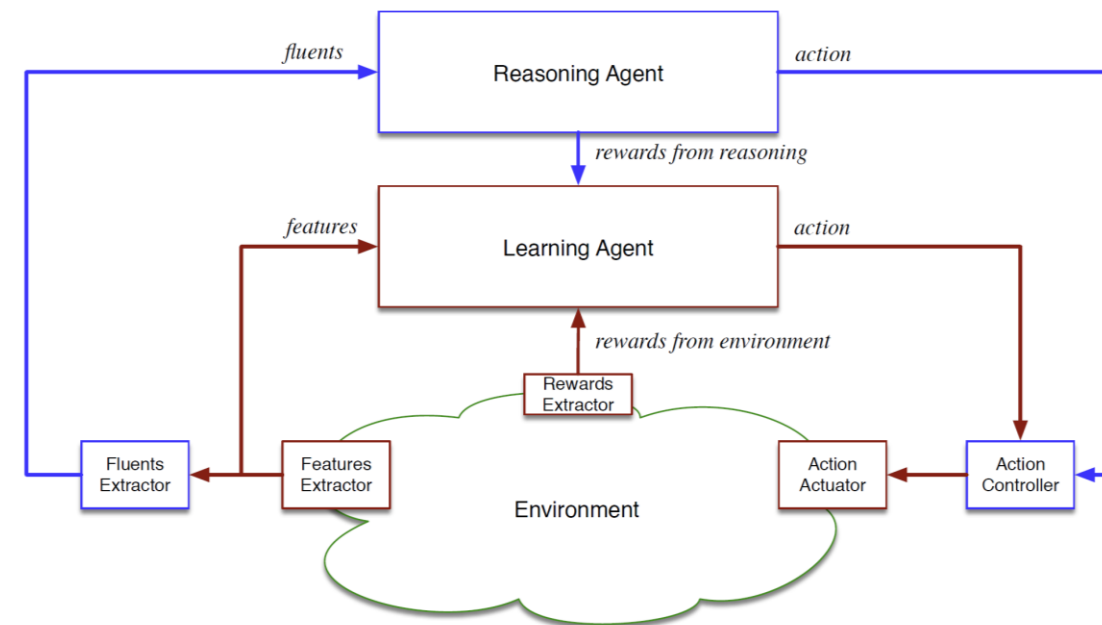 fluents
Reasoning Agent
action
rewards from reasoning
features
Learning Agent
action
rewards from environment
Rewards
Extractor
Fluents
Extractor
Features
Extractor
Environment
Action
Actuator
Action
Controller